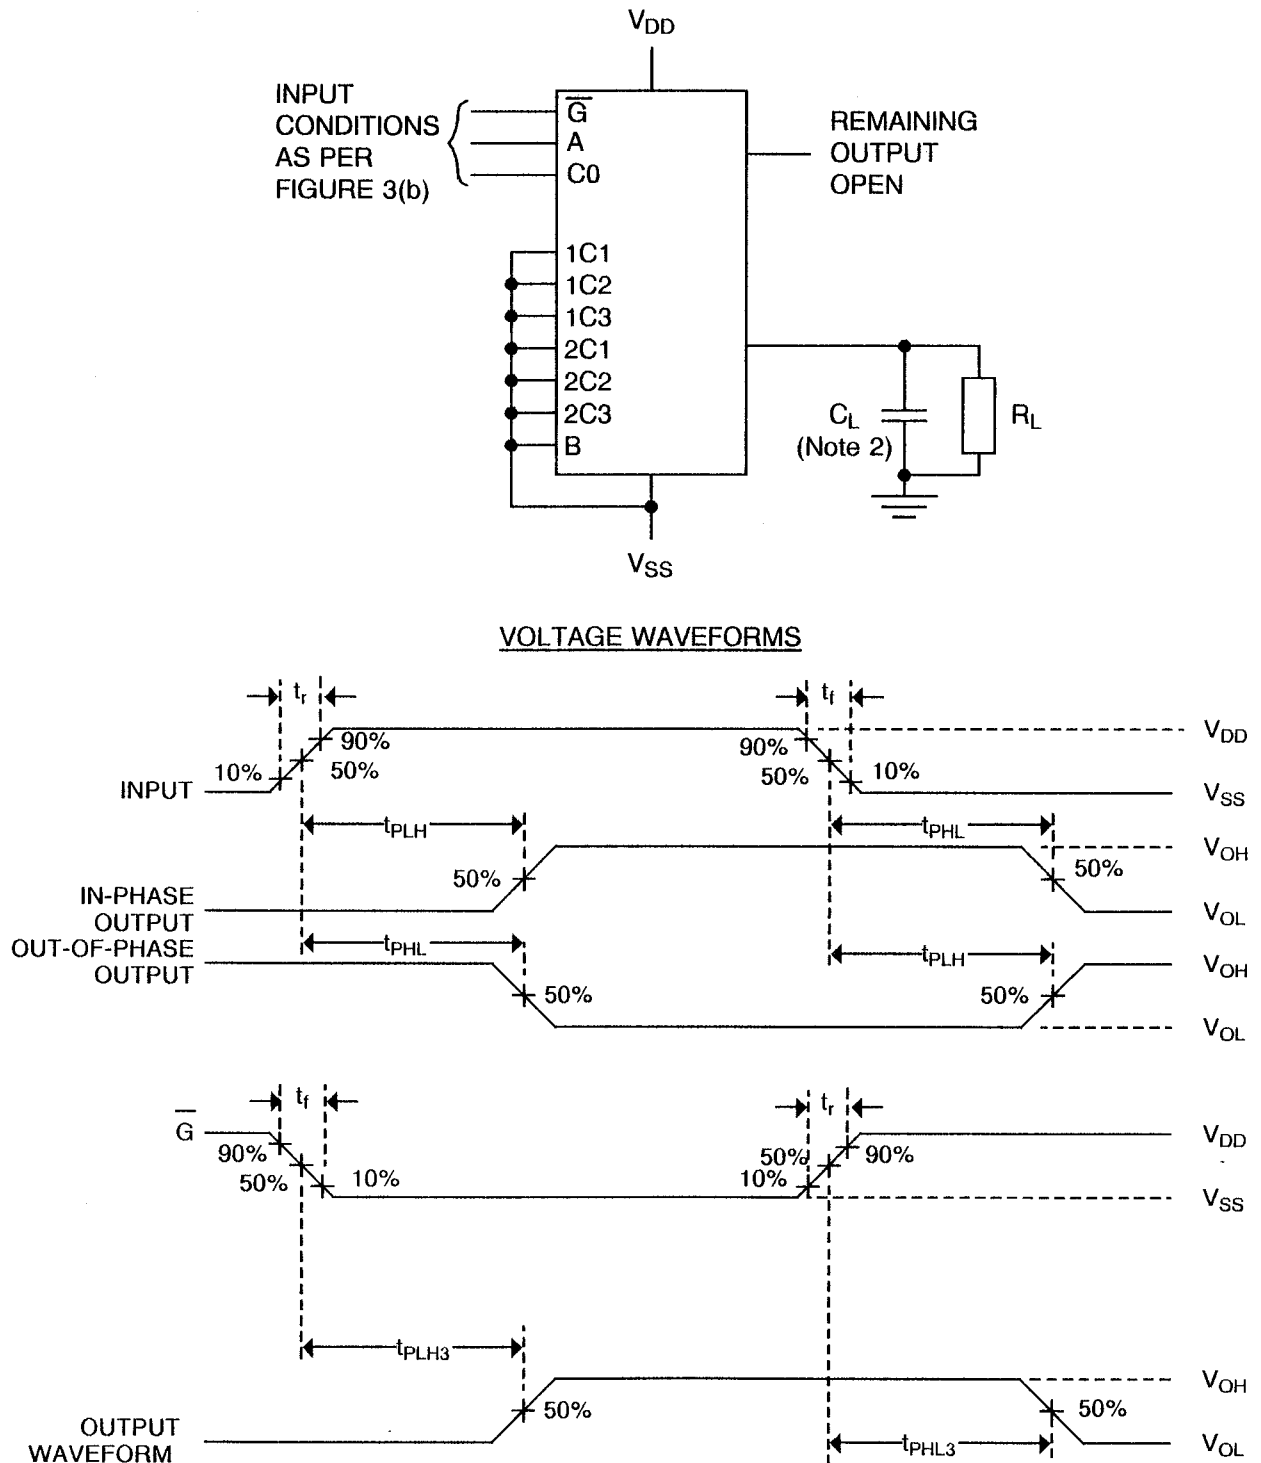 VDD
INPUT
CONDITIONS
AS PER
FIGURE 3(b)
G
A
C0
REMAINING
OUTPUT
OPEN
1C1
1C2
1C3
2C1
2C2
2C3
B
CL
(Note 2)
RL
VSS
VOLTAGE WAVEFORMS
tr
tf
90%
90%
VDD
10%
50%
50%
10%
INPUT
VSS
tPLH
tPHL
VOH
50%
50%
IN-PHASE
OUTPUT
VOL
OUT-OF-PHASE
OUTPUT
tPHL
tPLH
VOH
50%
50%
VOL
tf
tr
G
VDD
90%
50%
90%
50%
10%
10%
VSS
tPLH3
VOH
50%
50%
OUTPUT
WAVEFORM
tPHL3
VOL